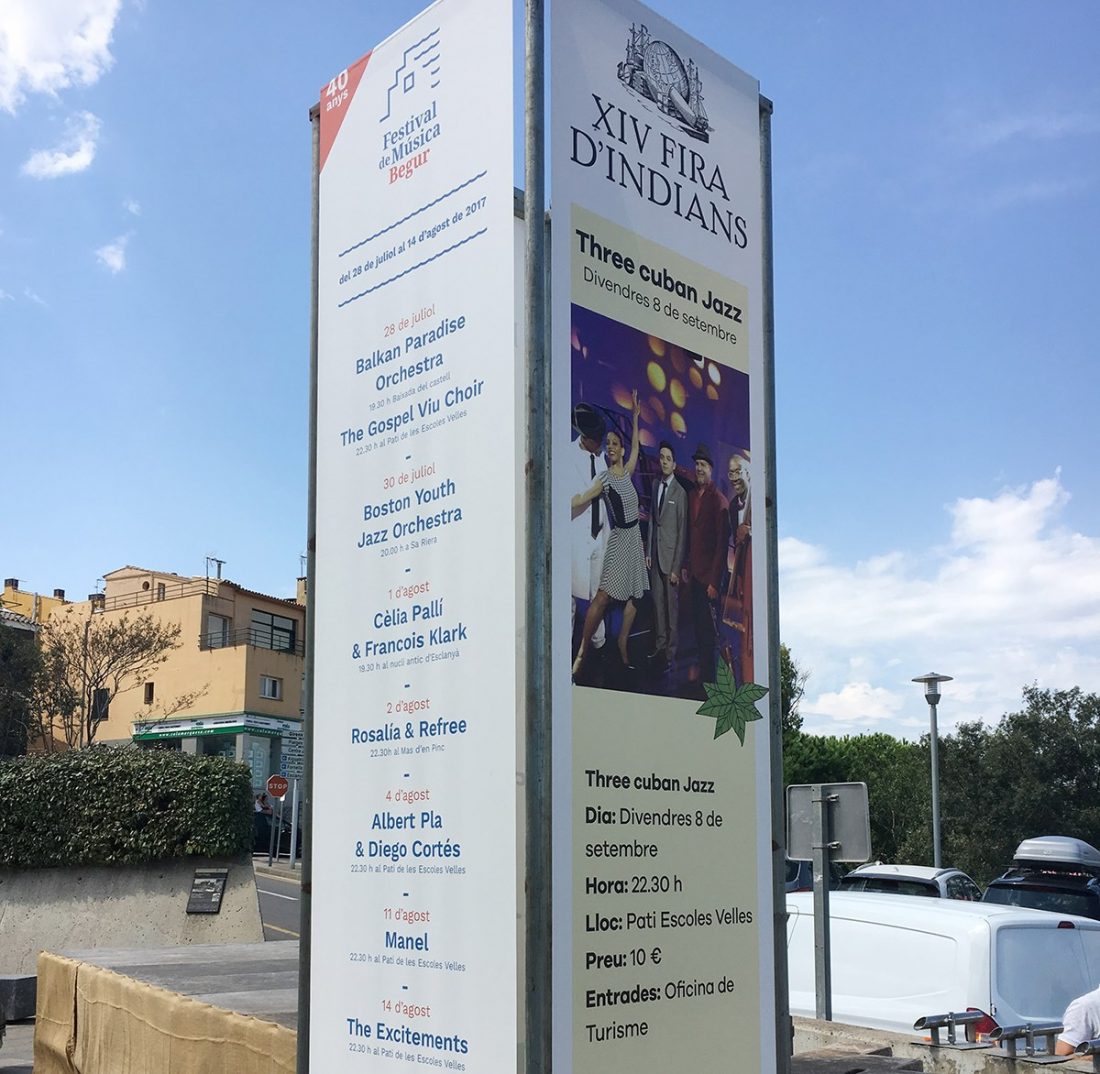 40
anys
Festival
de Música
Begur
del 28 de juliol al 14 d'agost de 2017
28 de juliol
Balkan Paradise
Orchestra
19.30 h Baixada del castell
The Gospel Viu Choir
22.30 h al Pati de les Escoles Velles
-
30 de juliol
Boston Youth
Jazz Orchestra
20.00 h a Sa Riera
-
1 d'agost
Cèlia Pallí
& Francois Klark
19.30 h al nucli antic d'Esclanyà
-
2 d'agost
Rosalía & Refree
22.30h al Mas d'en Pinc
-
4 d'agost
Albert Pla
& Diego Cortés
22.30 h al Pati de les Escoles Velles
-
11 d'agost
Manel
22.30 h al Pati de les Escoles Velles
-
14 d'agost
The Excitements
22.30 h al Pati de les Escoles Velles
XIV FIRA
D'INDIANS
Three cuban Jazz
Divendres 8 de setembre
Three cuban Jazz
Dia: Divendres 8 de
setembre
Hora: 22.30 h
Lloc: Pati Escoles Velles
Preu: 10 €
Entrades: Oficina de
Turisme
STOP